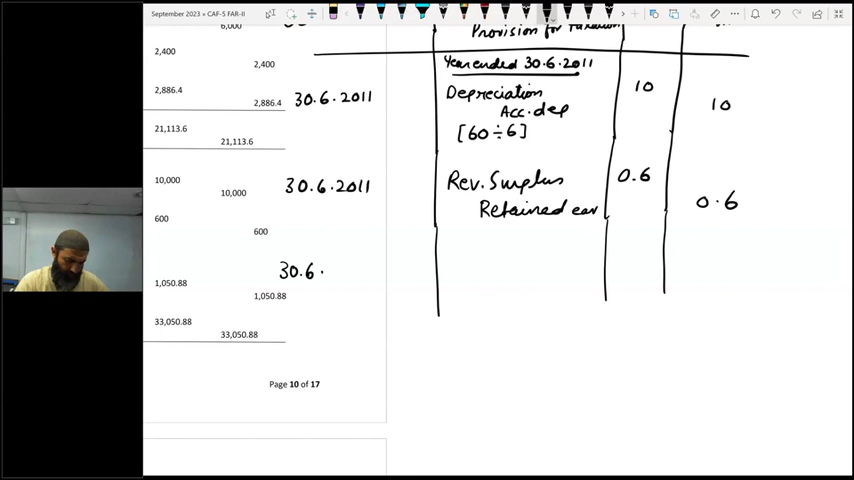 September 2023 » CAF-5 FAR-II
6,000
Provision for Taxation
2,400
Year ended 30.6.2011
2,400
2,886.4
30.6.2011
Depreciation
10
2,886.4
Acc.dep
10
21,113.6
[60÷6]
21,113.6
10,000
30.6.2011
Rev. Surplus
0.6
10,000
600
Retained ear
0.6
600
30.6.
1,050.88
1,050.88
33,050.88
33,050.88
Page 10 of 17